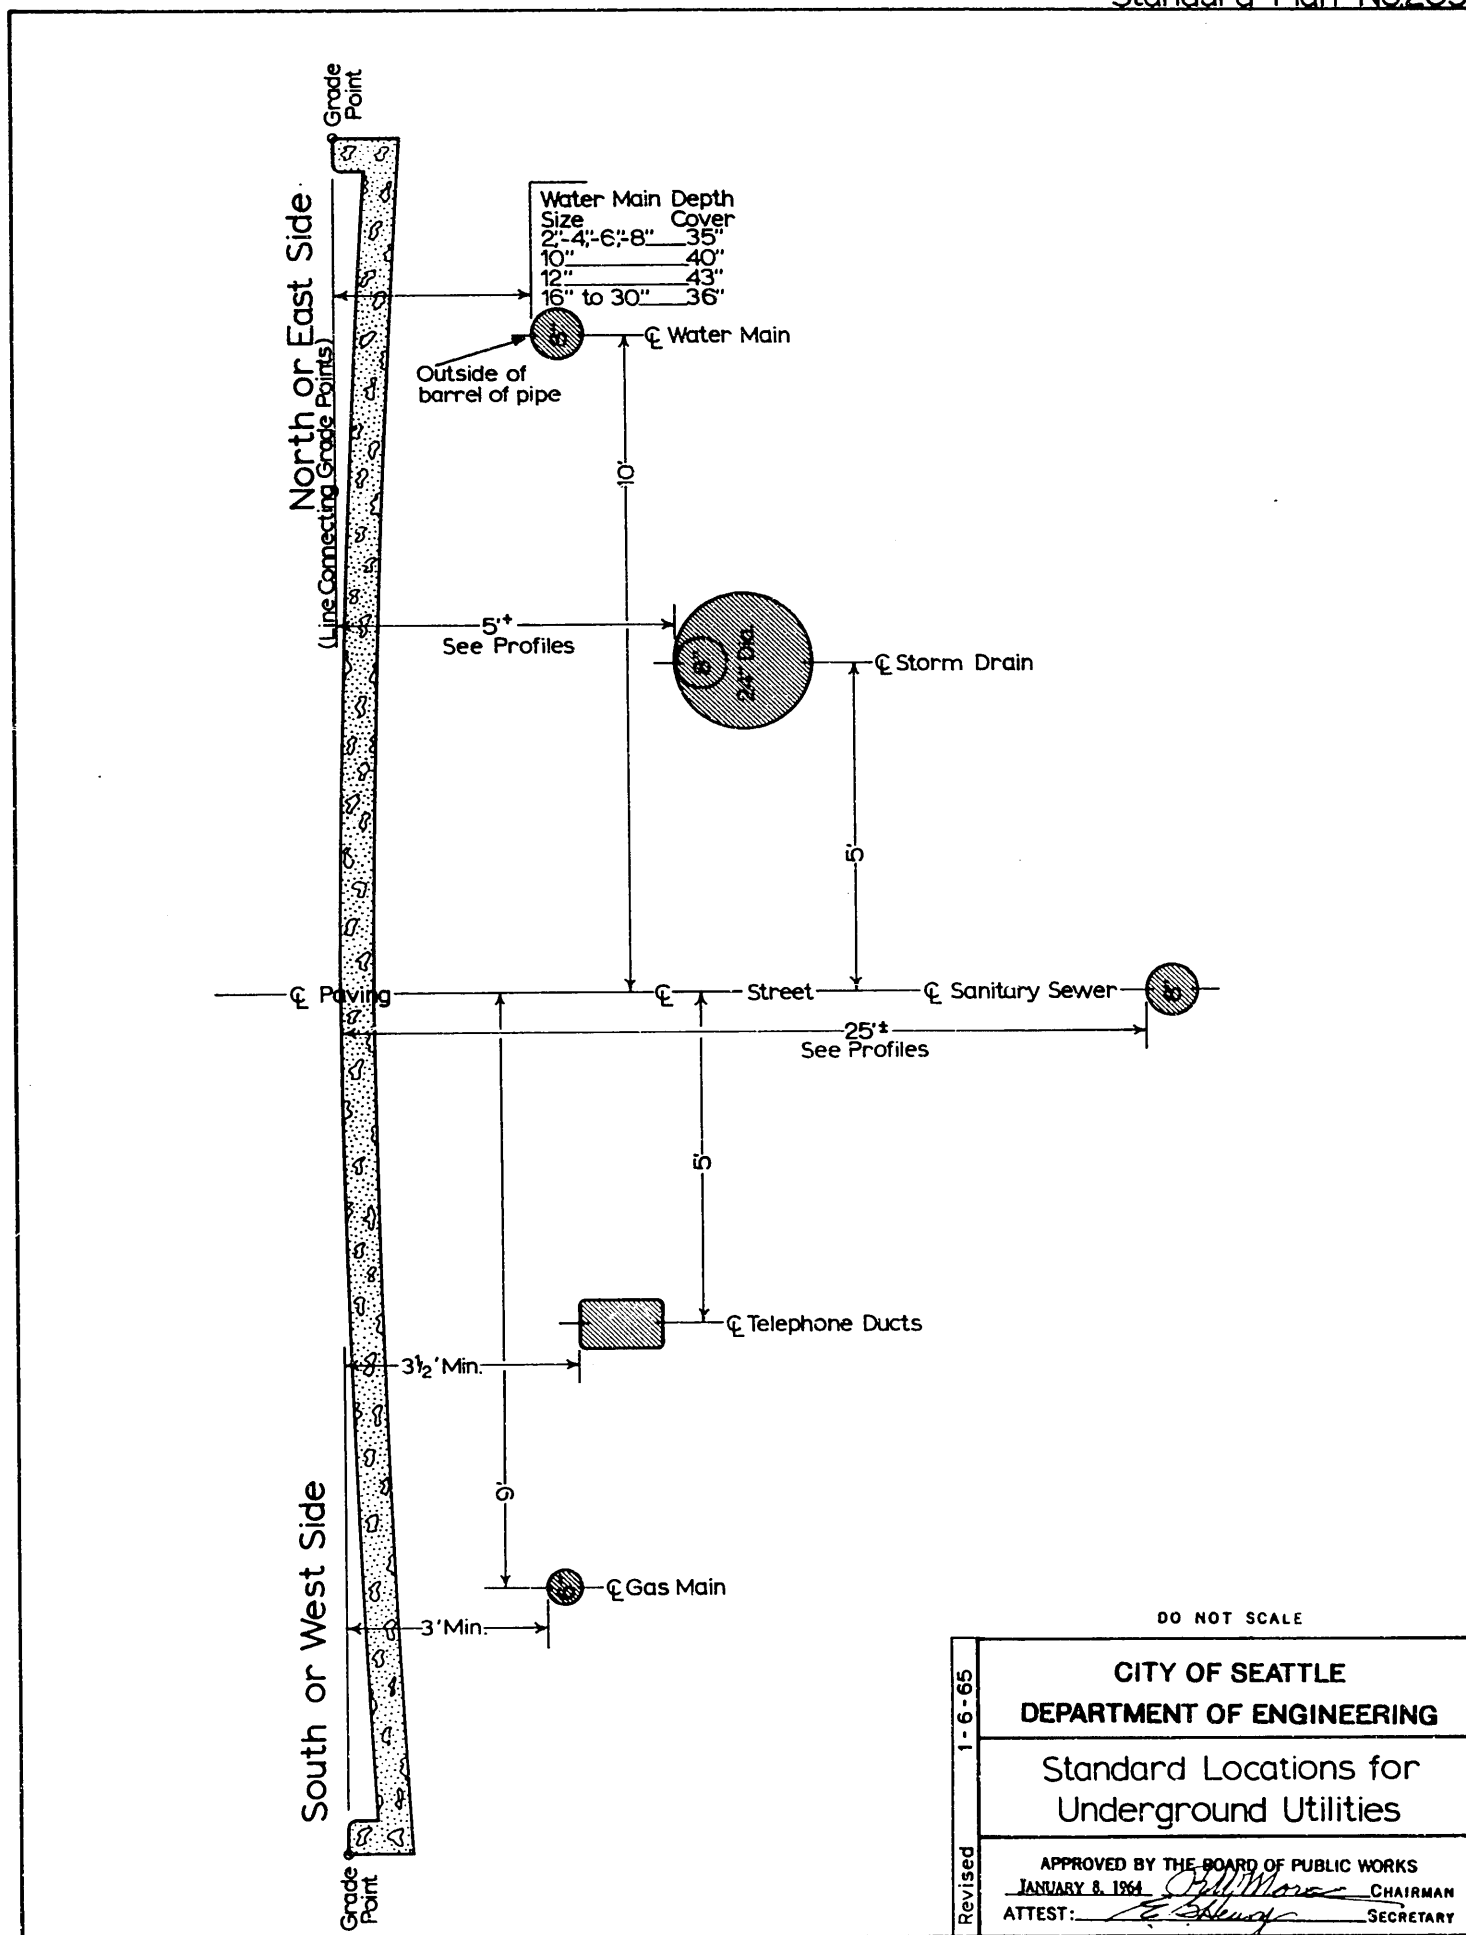 Grade
Point
North or East Side
(Line Connecting Grade Points)
Water Main Depth
Size Cover
2",-4",-6",-8" 35"
10" 40"
12" 43"
16" to 30" 36"
8"
℄ Water Main
Outside of
barrel of pipe
10'
5'±
See Profiles
8"
24" Dia.
℄ Storm Drain
5'
℄ Paving
℄ Street
℄ Sanitary Sewer
8"
25'±
See Profiles
5'
℄ Telephone Ducts
3½' Min.
9'
South or West Side
℄ Gas Main
3' Min.
Grade
Point
DO NOT SCALE
Revised 1-6-65
CITY OF SEATTLE
DEPARTMENT OF ENGINEERING
Standard Locations for
Underground Utilities
APPROVED BY THE BOARD OF PUBLIC WORKS
JANUARY 8, 1964 CHAIRMAN
ATTEST: SECRETARY